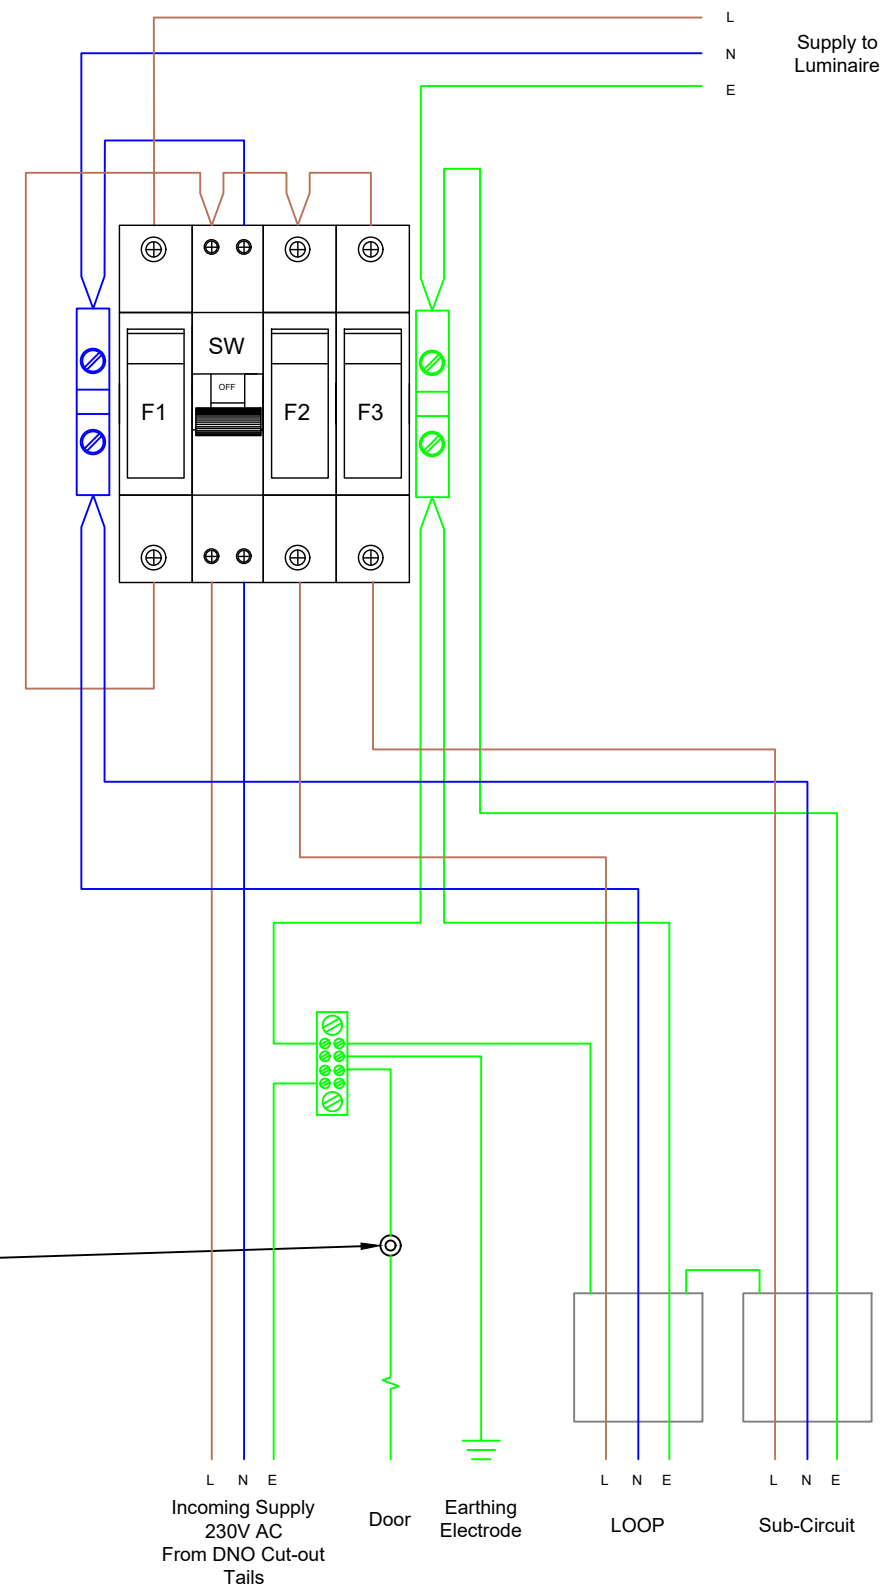 L
N
E
Supply to
Luminaire
SW
OFF
F1
F2
F3
L N E
Incoming Supply
230V AC
From DNO Cut-out
Tails
Door
Earthing
Electrode
L N E
LOOP
L N E
Sub-Circuit